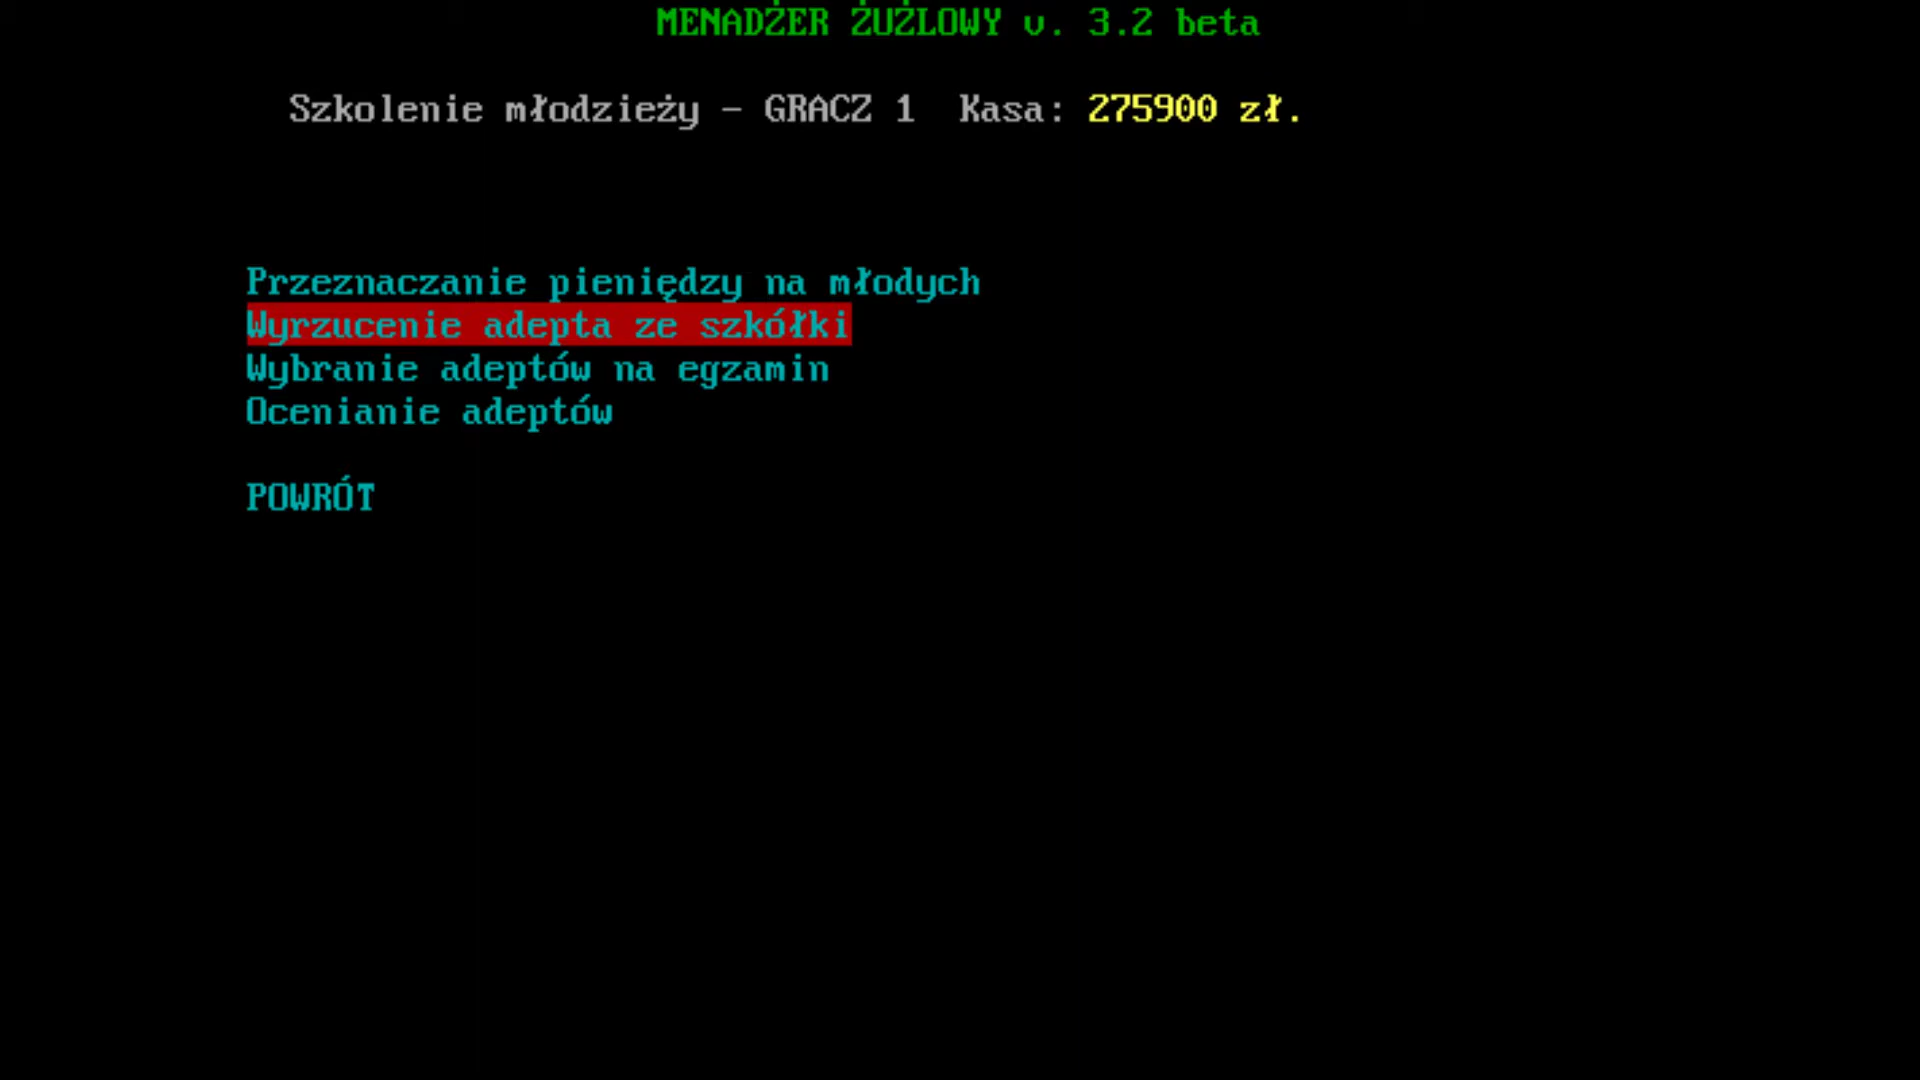 MENADŻER ŻUŻLOWY v. 3.2 beta
Szkolenie młodzieży - GRACZ 1 Kasa: 275900 zł.
Przeznaczanie pieniędzy na młodych
Wyrzucenie adepta ze szkółki
Wybranie adeptów na egzamin
Ocenianie adeptów
POWRÓT